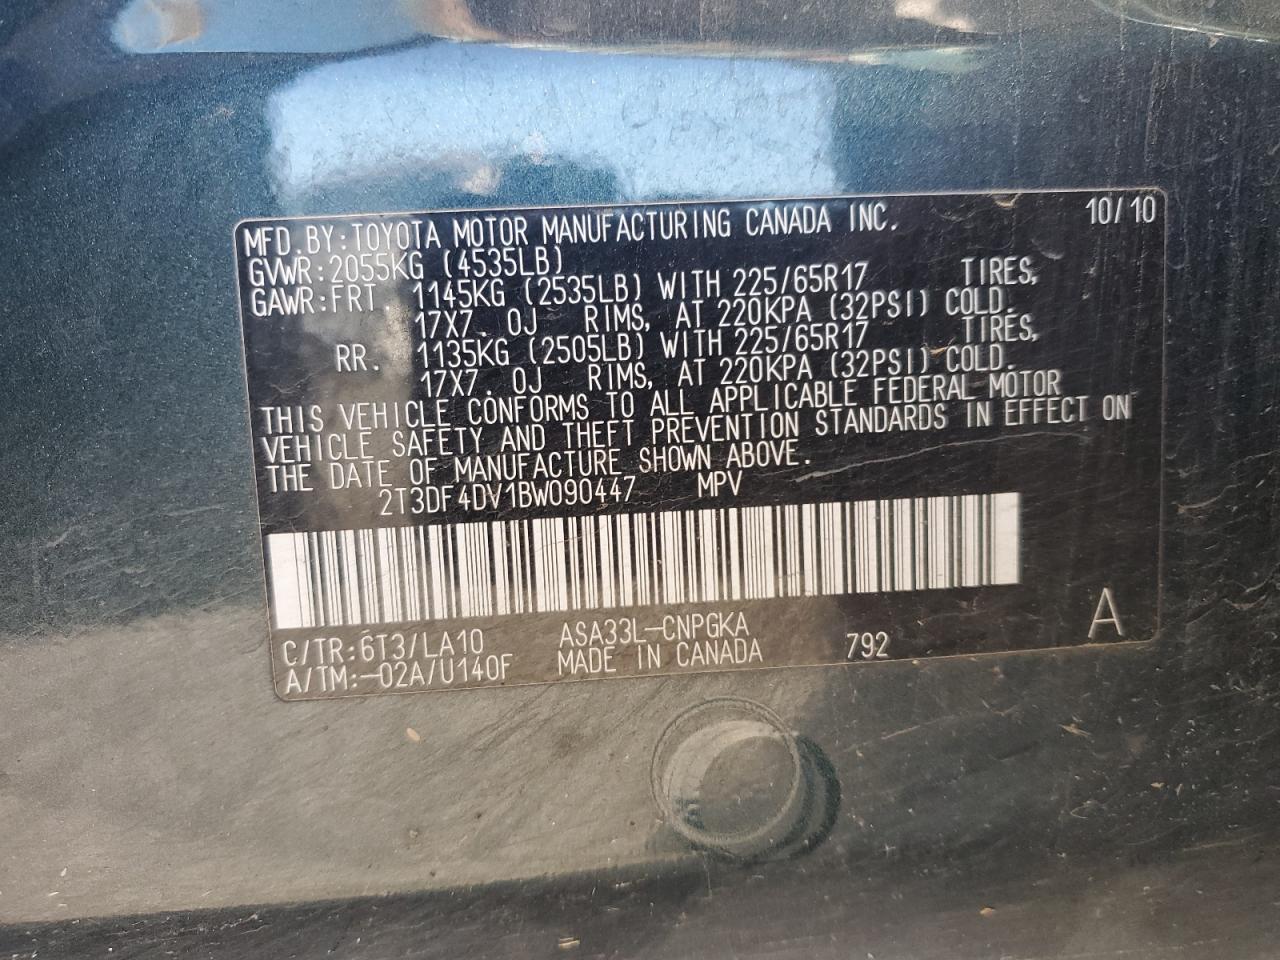 MFD.BY:TOYOTA MOTOR MANUFACTURING CANADA INC. 10/10
GVWR:2055KG (4535LB)
GAWR:FRT. 1145KG (2535LB) WITH 225/65R17 TIRES,
17X7 0J RIMS, AT 220KPA (32PSI) COLD.
RR. 1135KG (2505LB) WITH 225/65R17 TIRES,
17X7 0J RIMS, AT 220KPA (32PSI) COLD.
THIS VEHICLE CONFORMS TO ALL APPLICABLE FEDERAL MOTOR
VEHICLE SAFETY AND THEFT PREVENTION STANDARDS IN EFFECT ON
THE DATE OF MANUFACTURE SHOWN ABOVE.
2T3DF4DV1BW090447 MPV
C/TR:6T3/LA10 ASA33L-CNPGKA
A/TM:-02A/U140F MADE IN CANADA 792 A